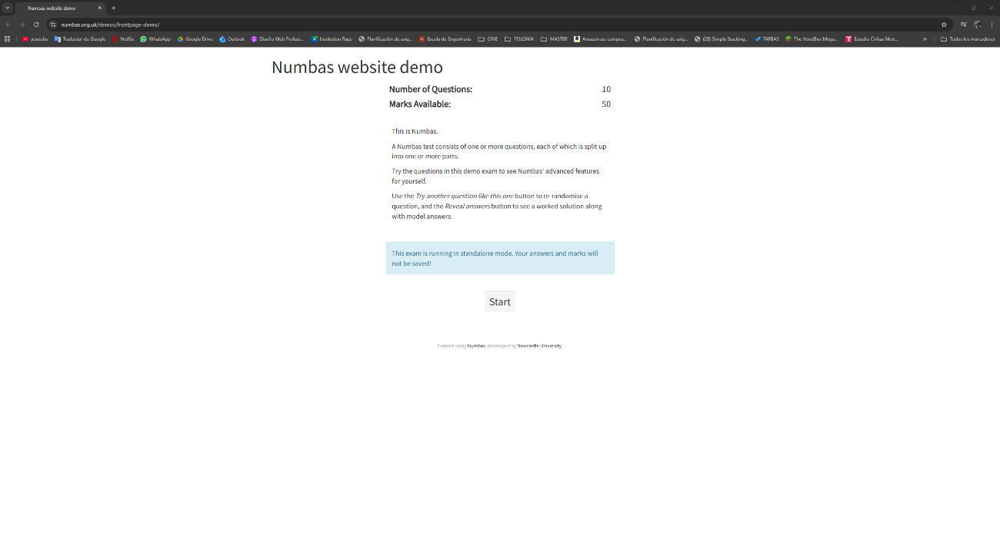 Numbas website demo
numbas.org.uk/demos/frontpage-demo/
youtube
Traductor de Google
Netflix
WhatsApp
Google Drive
Outlook
Diseño Web Profesi...
Institution Page
Planificación de asig...
Escola de Engenharia
CINE
POLONIA
MASTER
Amazon.es: compra...
Planificación de asig...
(29) Simple Stacking...
TAREAS
The VoxelBox Mega...
Estadio Cívitas Metr...
Todos los marcadores
Numbas website demo
Number of Questions: 10
Marks Available: 50
This is Numbas.
A Numbas test consists of one or more questions, each of which is split up
into one or more parts.
Try the questions in this demo exam to see Numbas' advanced features
for yourself.
Use the Try another question like this one button to re-randomise a
question, and the Reveal answers button to see a worked solution along
with model answers.
This exam is running in standalone mode. Your answers and marks will
not be saved!
Start
Created using Numbas, developed by Newcastle University.